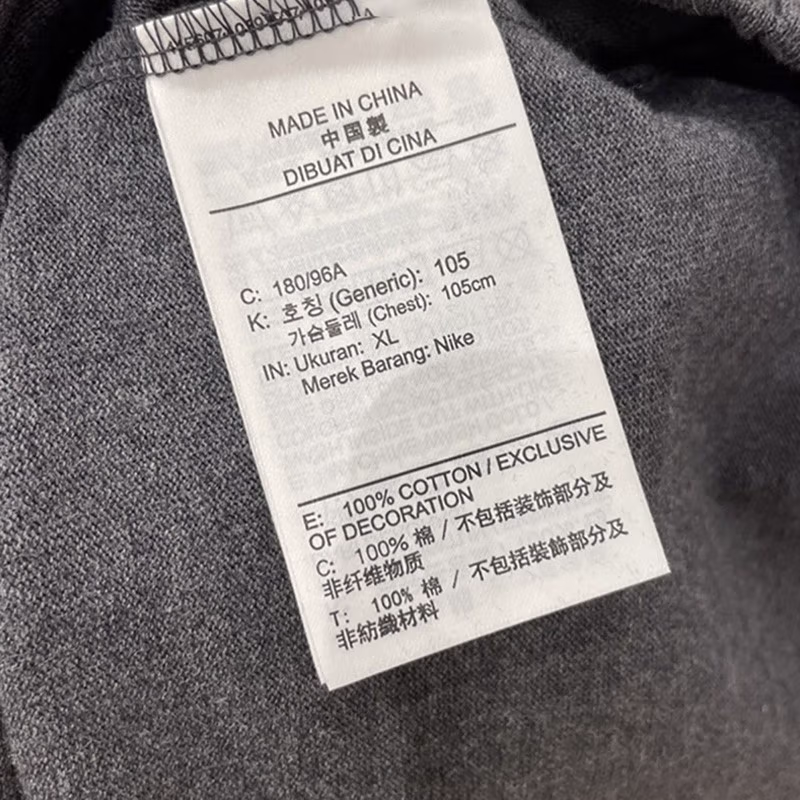 MADE IN CHINA
中国製
DIBUAT DI CINA
C: 180/96A
K: 호칭 (Generic): 105
가슴둘레 (Chest): 105cm
IN: Ukuran: XL
Merek Barang: Nike
E: 100% COTTON / EXCLUSIVE
OF DECORATION
C: 100% 棉 / 不包括装饰部分及
非纤维物质
T: 100% 棉 / 不包括裝飾部分及
非紡織材料